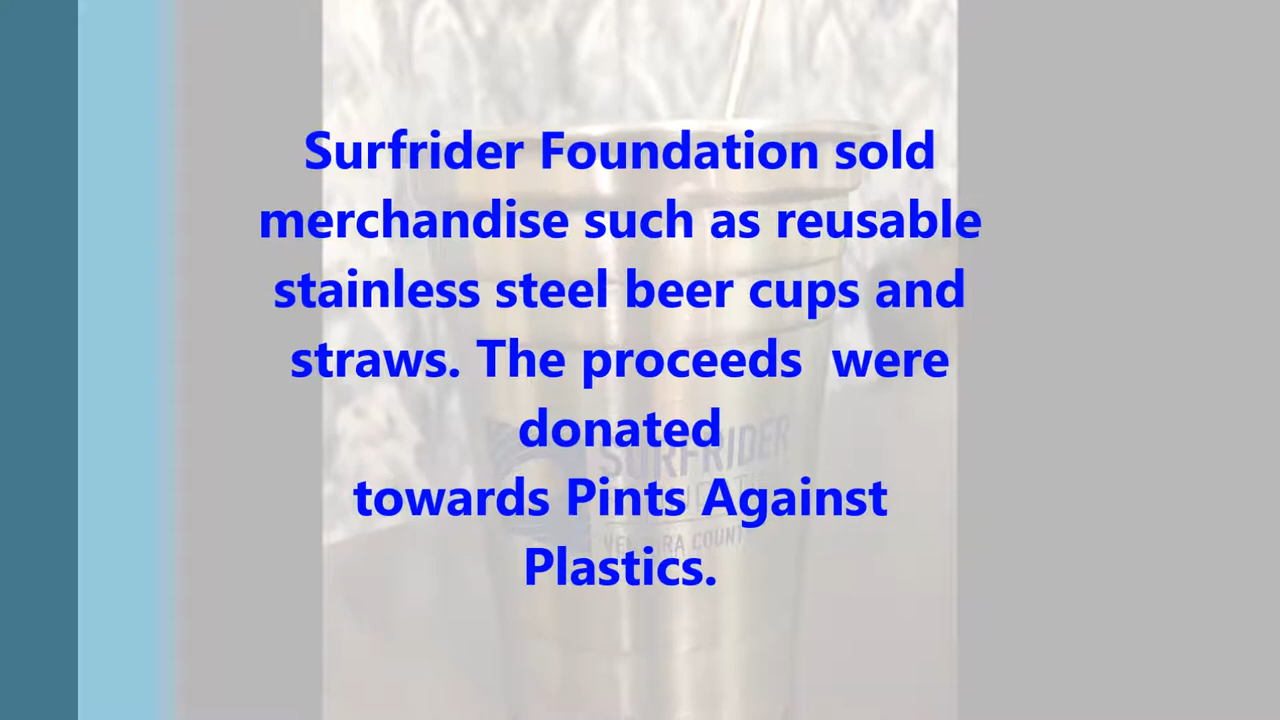 Surfrider Foundation sold
merchandise such as reusable
stainless steel beer cups and
straws. The proceeds  were
donated
towards Pints Against
Plastics.
SURFRIDER